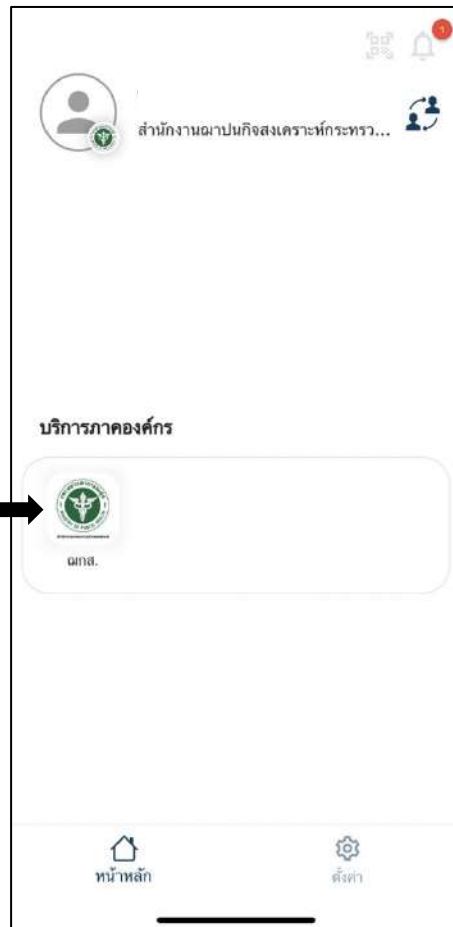 1
สำนักงานฌาปนกิจสงเคราะห์กระทรว...
บริการภาคองค์กร
ฌกส.
หน้าหลัก
ตั้งค่า